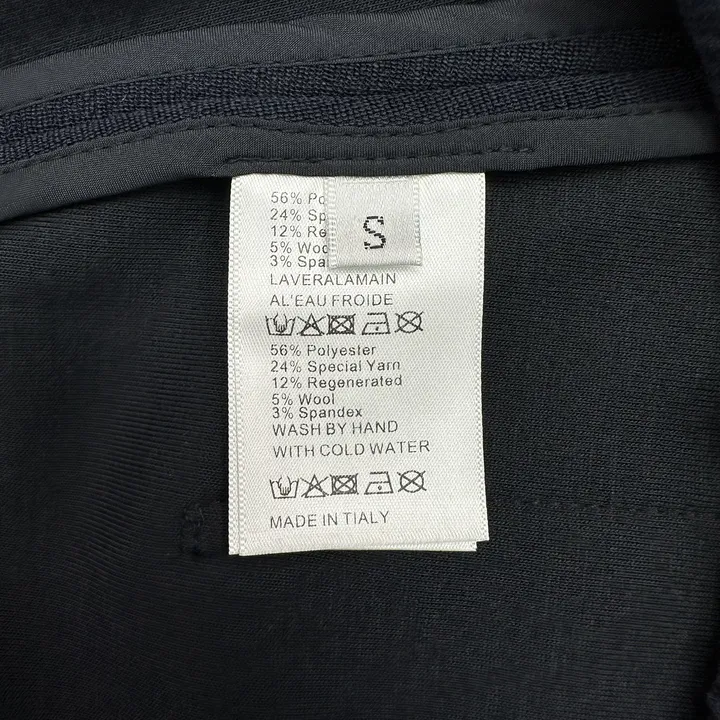 56% Po
24% Sp
12% Re
5% Woo
3% Spa
S
LAVERALAMAIN
AL'EAU FROIDE
56% Polyester
24% Special Yarn
12% Regenerated
5% Wool
3% Spandex
WASH BY HAND
WITH COLD WATER
MADE IN TIALY